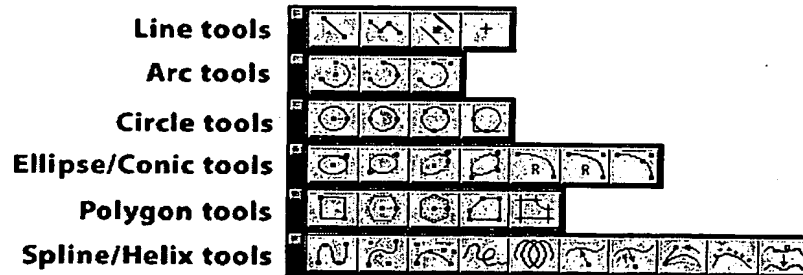 Line tools
Arc tools
Circle tools
Ellipse/Conic tools
R
R
Polygon tools
Spline/Helix tools